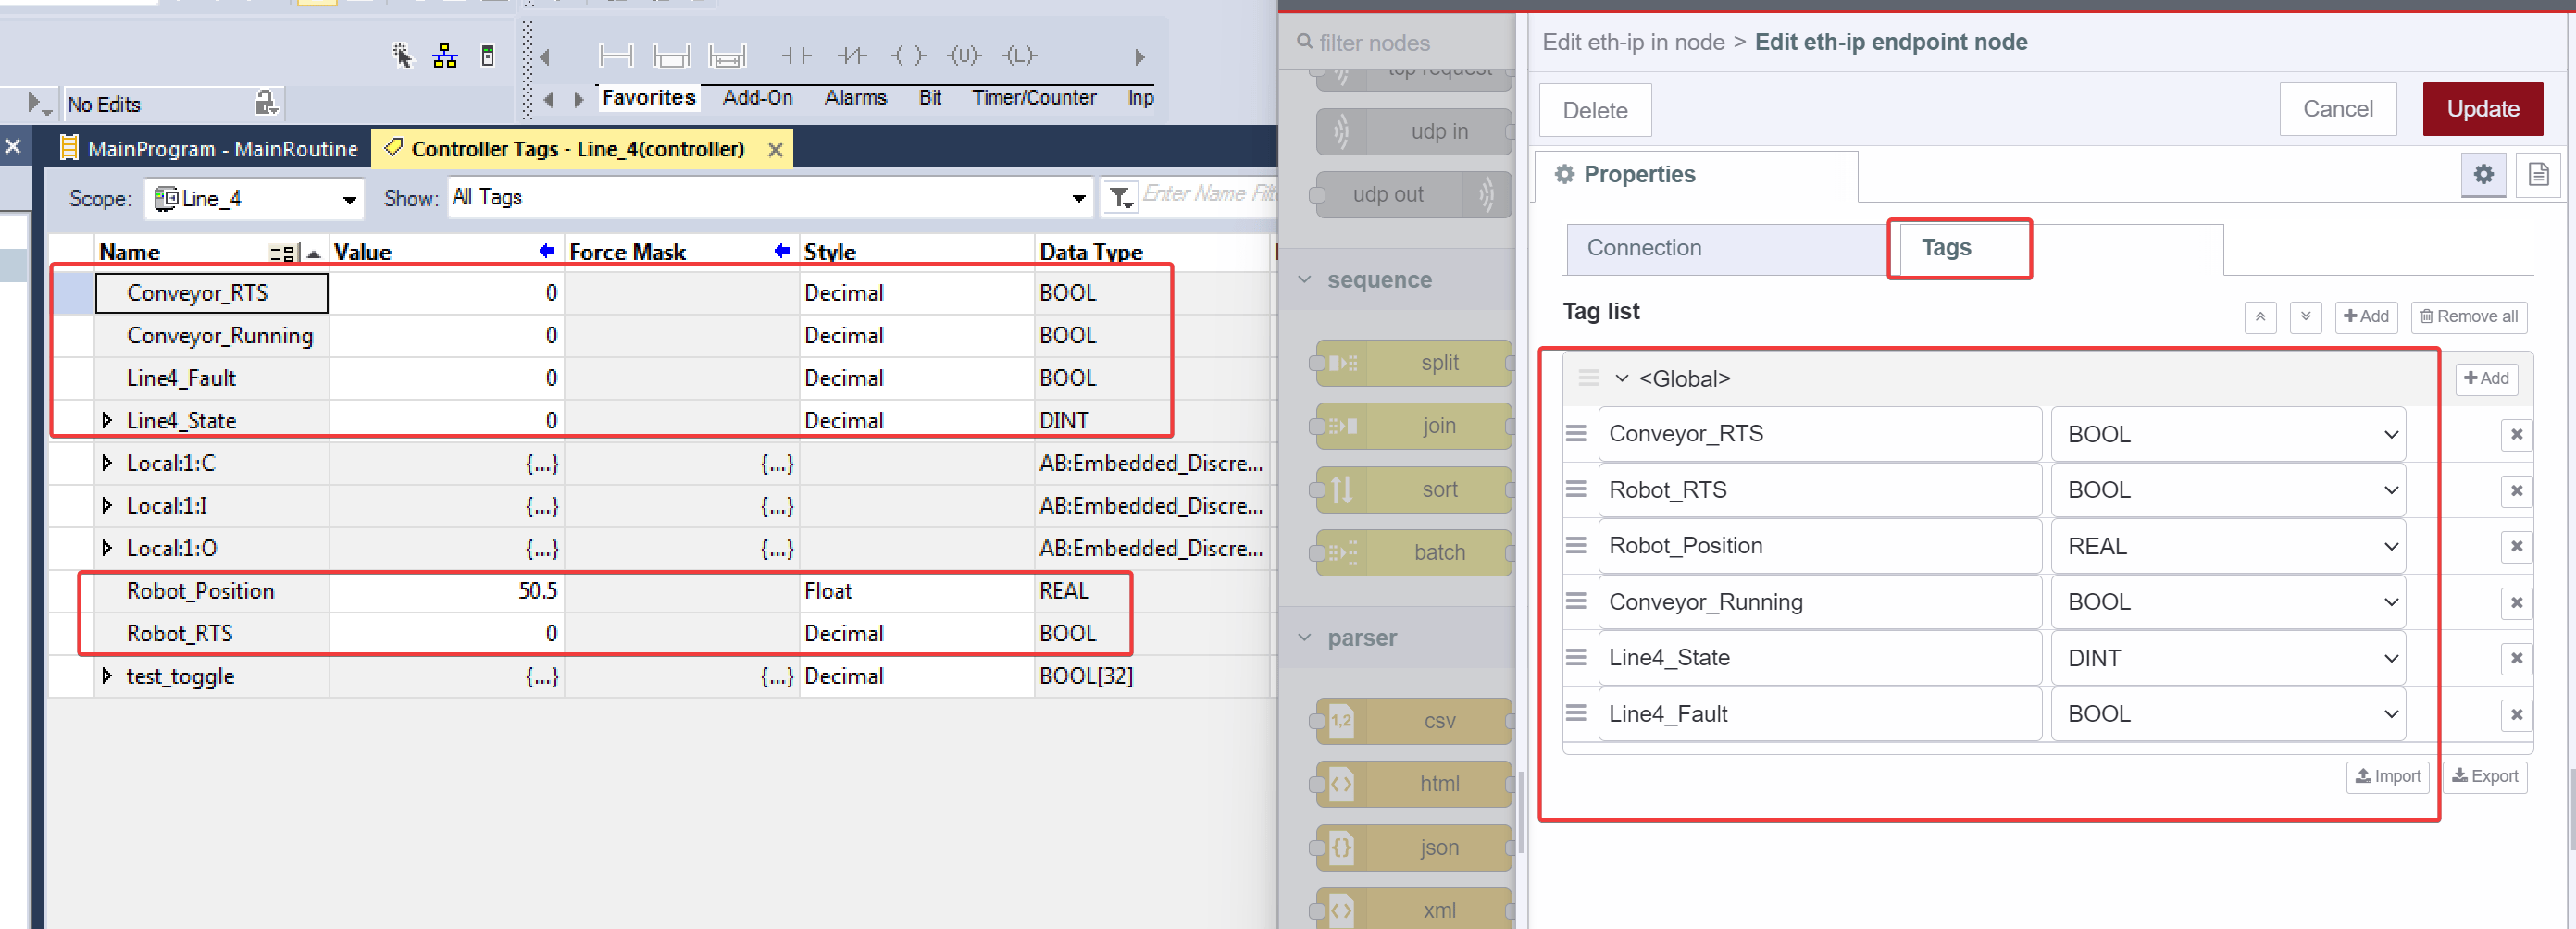 No Edits
Favorites Add-On Alarms Bit Timer/Counter Inp
MainProgram - MainRoutine
Controller Tags - Line_4(controller)
Scope: Line_4 Show: All Tags Enter Name Filt
Name Value Force Mask Style Data Type
Conveyor_RTS 0 Decimal BOOL
Conveyor_Running 0 Decimal BOOL
Line4_Fault 0 Decimal BOOL
Line4_State 0 Decimal DINT
Local:1:C {...} {...} AB:Embedded_Discre...
Local:1:I {...} {...} AB:Embedded_Discre...
Local:1:O {...} {...} AB:Embedded_Discre...
Robot_Position 50.5 Float REAL
Robot_RTS 0 Decimal BOOL
test_toggle {...} {...} Decimal BOOL[32]
filter nodes
tcp request
udp in
udp out
sequence
split
join
sort
batch
parser
1,2 csv
html
json
xml
Edit eth-ip in node > Edit eth-ip endpoint node
Delete Cancel Update
Properties
Connection Tags
Tag list Add Remove all
<Global> Add
Conveyor_RTS BOOL
Robot_RTS BOOL
Robot_Position REAL
Conveyor_Running BOOL
Line4_State DINT
Line4_Fault BOOL
Import Export